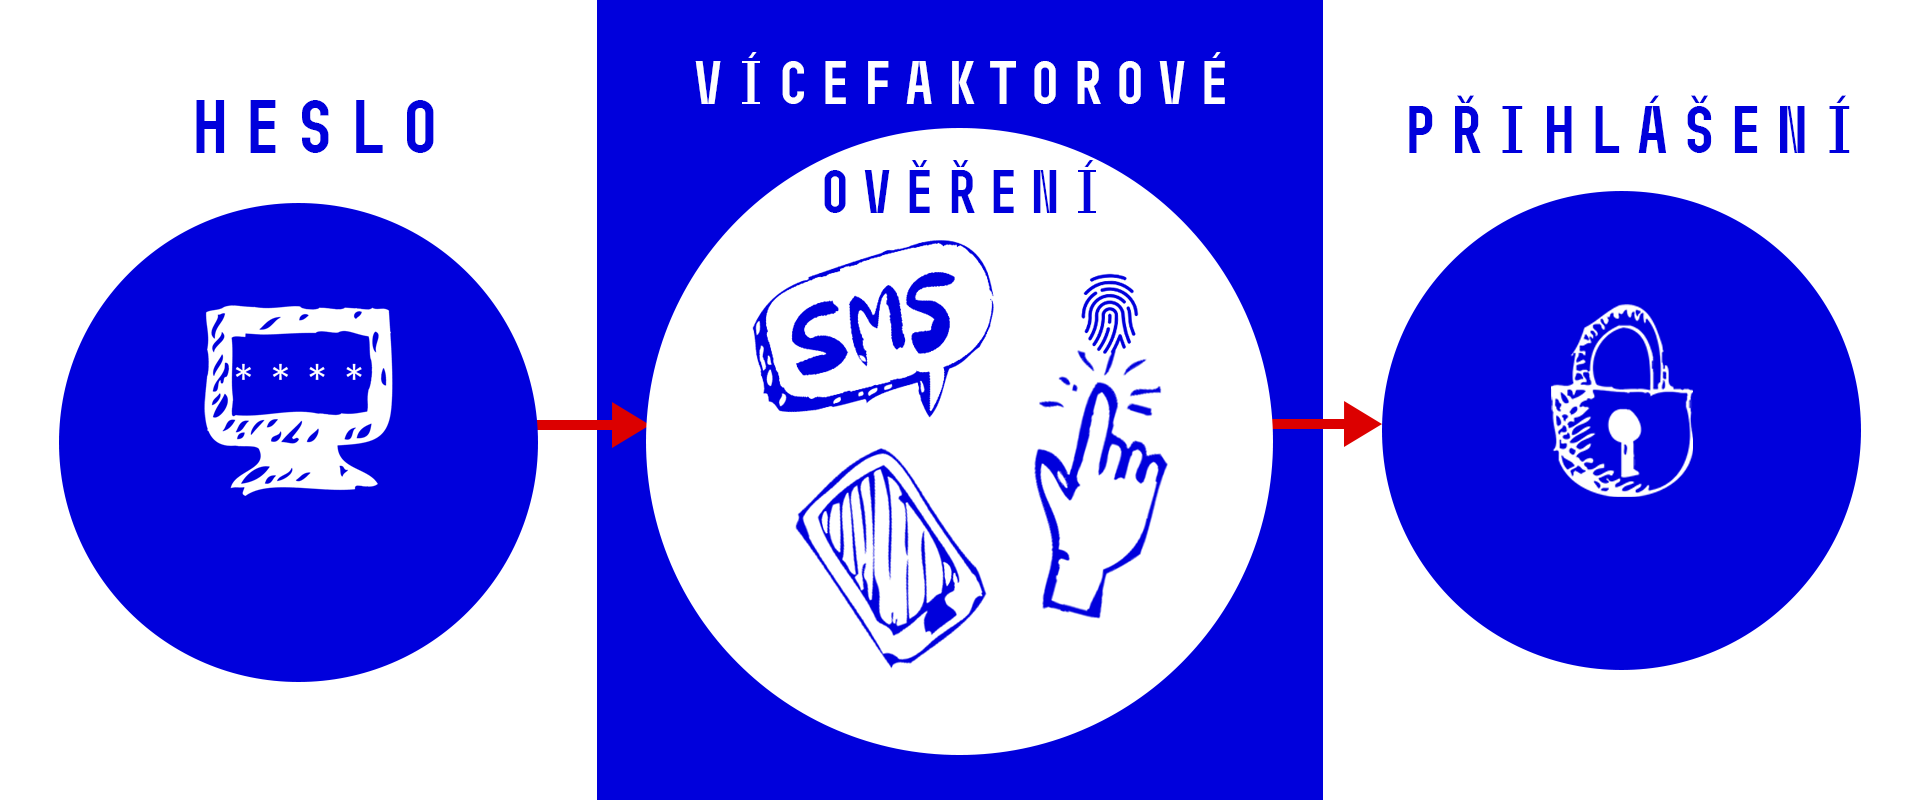 HESLO
* * * *
VÍCEFAKTOROVÉ
OVĚŘENÍ
SMS
PŘIHLÁŠENÍ